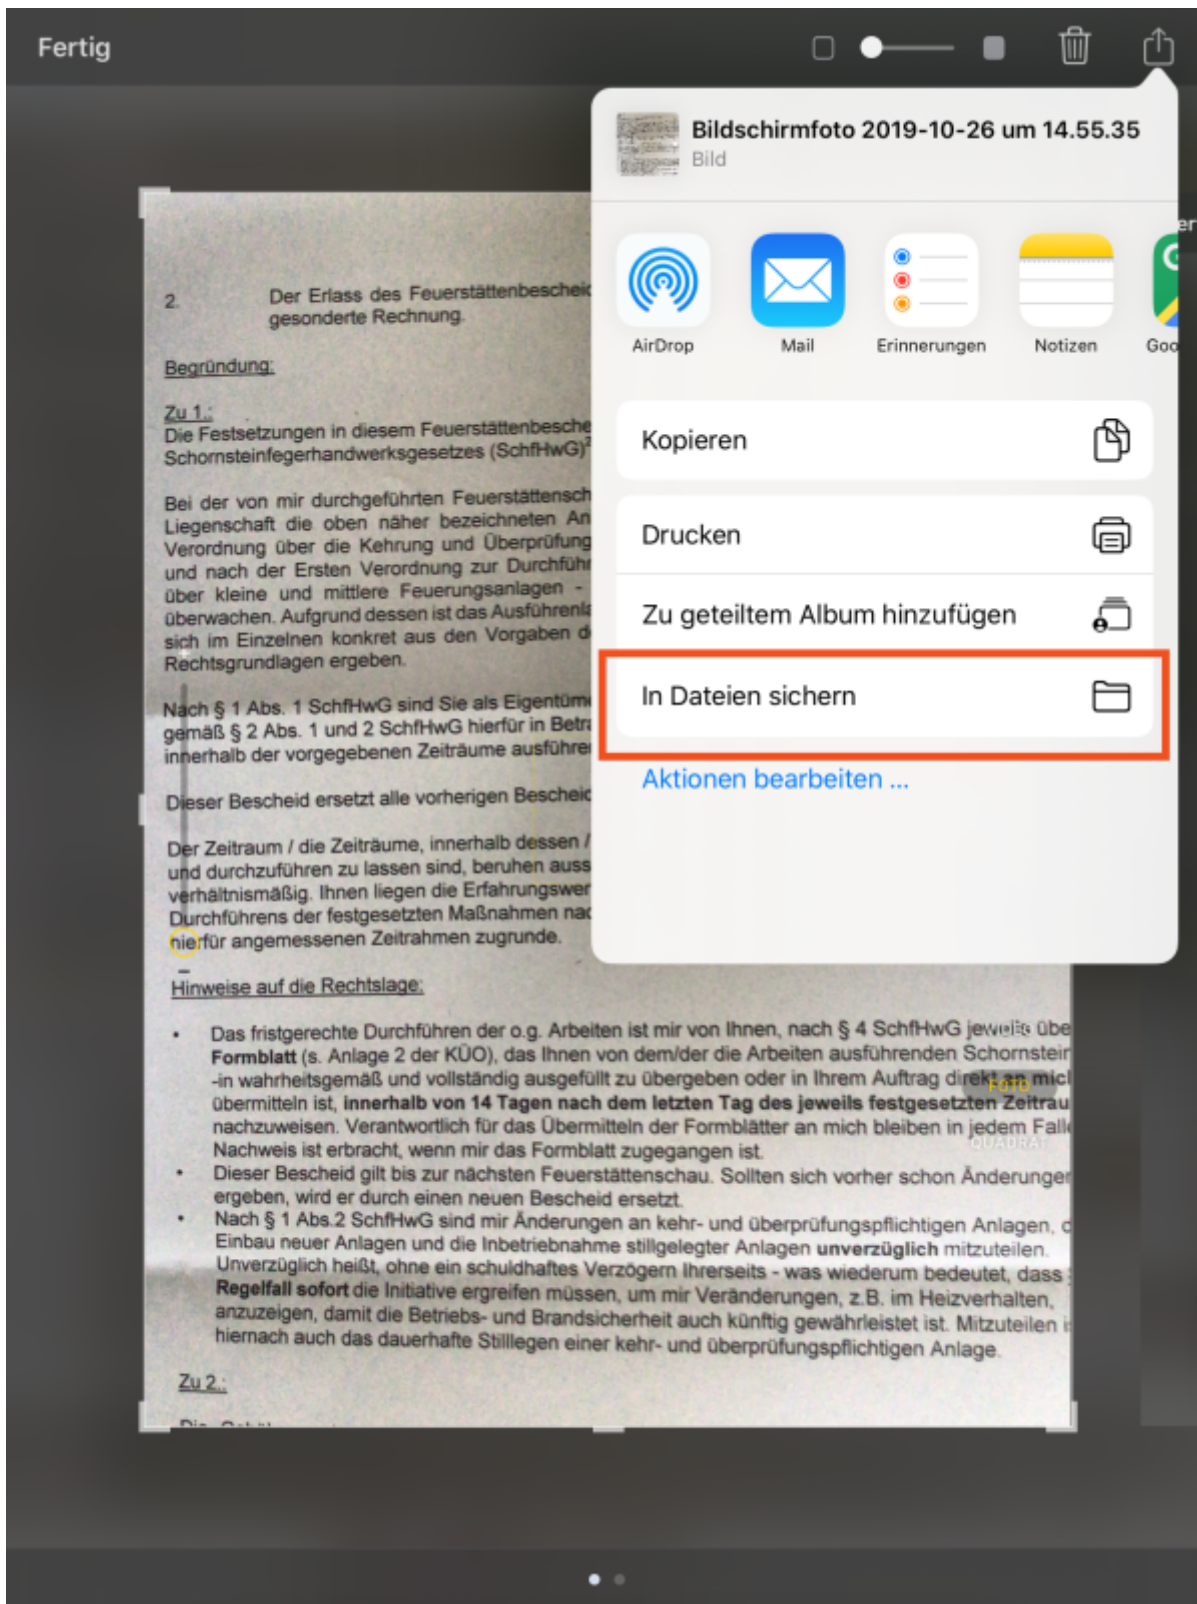 Fertig
Bildschirmfoto 2019-10-26 um 14.55.35
Bild
AirDrop
Mail
Erinnerungen
Notizen
Goo
Kopieren
Drucken
Zu geteiltem Album hinzufügen
In Dateien sichern
Aktionen bearbeiten ...
2. Der Erlass des Feuerstättenbescheid
gesonderte Rechnung.
Begründung:
Zu 1.:
Die Festsetzungen in diesem Feuerstättenbesche
Schornsteinfegerhandwerksgesetzes (SchfHwG)²
Bei der von mir durchgeführten Feuerstättensch
Liegenschaft die oben näher bezeichneten An
Verordnung über die Kehrung und Überprüfung
und nach der Ersten Verordnung zur Durchführ
über kleine und mittlere Feuerungsanlagen -
überwachen. Aufgrund dessen ist das Ausführenla
sich im Einzelnen konkret aus den Vorgaben d
Rechtsgrundlagen ergeben.
Nach § 1 Abs. 1 SchfHwG sind Sie als Eigentüme
gemäß § 2 Abs. 1 und 2 SchfHwG hierfür in Betra
innerhalb der vorgegebenen Zeiträume ausführe
Dieser Bescheid ersetzt alle vorherigen Bescheid
Der Zeitraum / die Zeiträume, innerhalb dessen /
und durchzuführen zu lassen sind, beruhen auss
verhältnismäßig. Ihnen liegen die Erfahrungswer
Durchführens der festgesetzten Maßnahmen nac
hierfür angemessenen Zeitrahmen zugrunde.
Hinweise auf die Rechtslage:
• Das fristgerechte Durchführen der o.g. Arbeiten ist mir von Ihnen, nach § 4 SchfHwG jeweils übe
Formblatt (s. Anlage 2 der KÜO), das Ihnen von dem/der die Arbeiten ausführenden Schornstein
-in wahrheitsgemäß und vollständig ausgefüllt zu übergeben oder in Ihrem Auftrag direkt an mich
FOTO
übermitteln ist, innerhalb von 14 Tagen nach dem letzten Tag des jeweils festgesetzten Zeitrau
nachzuweisen. Verantwortlich für das Übermitteln der Formblätter an mich bleiben in jedem Falle
QUADRAT
Nachweis ist erbracht, wenn mir das Formblatt zugegangen ist.
• Dieser Bescheid gilt bis zur nächsten Feuerstättenschau. Sollten sich vorher schon Änderungen
ergeben, wird er durch einen neuen Bescheid ersetzt.
• Nach § 1 Abs.2 SchfHwG sind mir Änderungen an kehr- und überprüfungspflichtigen Anlagen, d
Einbau neuer Anlagen und die Inbetriebnahme stillgelegter Anlagen unverzüglich mitzuteilen.
Unverzüglich heißt, ohne ein schuldhaftes Verzögern Ihrerseits - was wiederum bedeutet, dass
Regelfall sofort die Initiative ergreifen müssen, um mir Veränderungen, z.B. im Heizverhalten,
anzuzeigen, damit die Betriebs- und Brandsicherheit auch künftig gewährleistet ist. Mitzuteilen is
hiernach auch das dauerhafte Stilllegen einer kehr- und überprüfungspflichtigen Anlage.
Zu 2.: